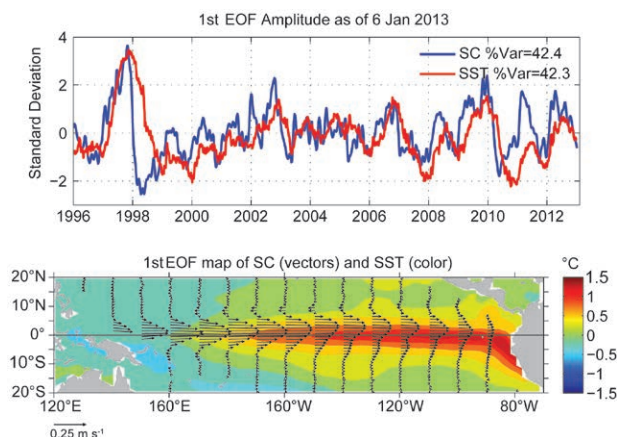 1st EOF Amplitude as of 6 Jan 2013
Standard Deviation
4
2
0
−2
SC %Var=42.4
SST %Var=42.3
1996 1998 2000 2002 2004 2006 2008 2010 2012
1st EOF map of SC (vectors) and SST (color)
°C
20°N
10°N
0°
10°S
20°S
1.5
1
0.5
0
−0.5
−1
−1.5
120°E 160°E 160°W 120°W 80°W
0.25 m s⁻¹